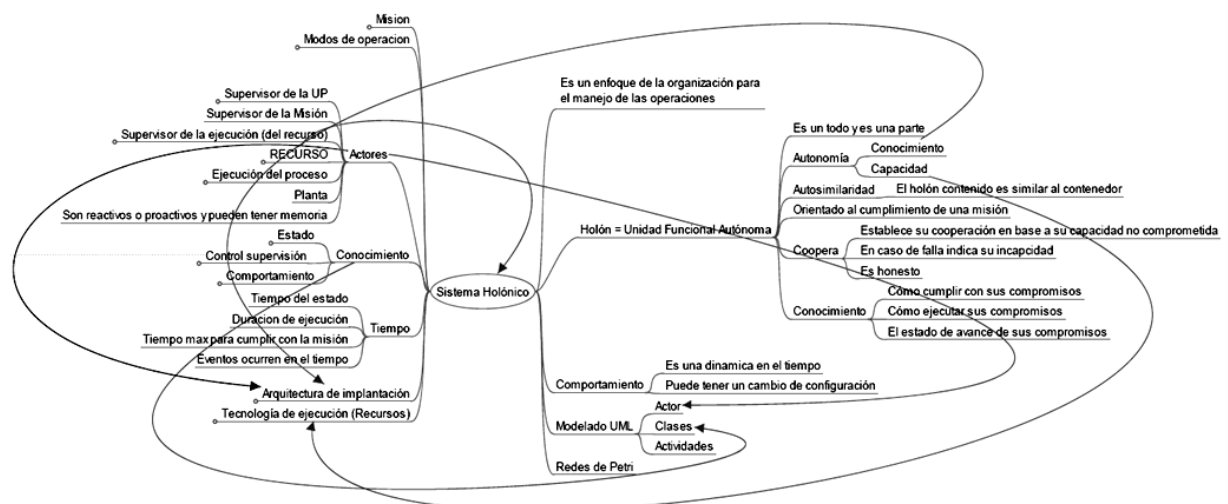 Mision
Modos de operacion
Supervisor de la UP
Supervisor de la Misión
Supervisor de la ejecución (del recurso)
RECURSO
Actores
Ejecución del proceso
Planta
Son reactivos o proactivos y pueden tener memoria
Estado
Control supervisión
Conocimiento
Comportamiento
Tiempo del estado
Duracion de ejecución
Tiempo
Tiempo max para cumplir con la misión
Eventos ocurren en el tiempo
Arquitectura de implantación
Tecnología de ejecución (Recursos)
Sistema Holónico
Es un enfoque de la organización para
el manejo de las operaciones
Holón = Unidad Funcional Autónoma
Es un todo y es una parte
Autonomía
Conocimiento
Capacidad
Autosimilaridad
El holón contenido es similar al contenedor
Orientado al cumplimiento de una misión
Coopera
Establece su cooperación en base a su capacidad no comprometida
En caso de falla indica su incapcidad
Es honesto
Conocimiento
Cómo cumplir con sus compromisos
Cómo ejecutar sus compromisos
El estado de avance de sus compromisos
Comportamiento
Es una dinamica en el tiempo
Puede tener un cambio de configuración
Modelado UML
Actor
Clases
Actividades
Redes de Petri